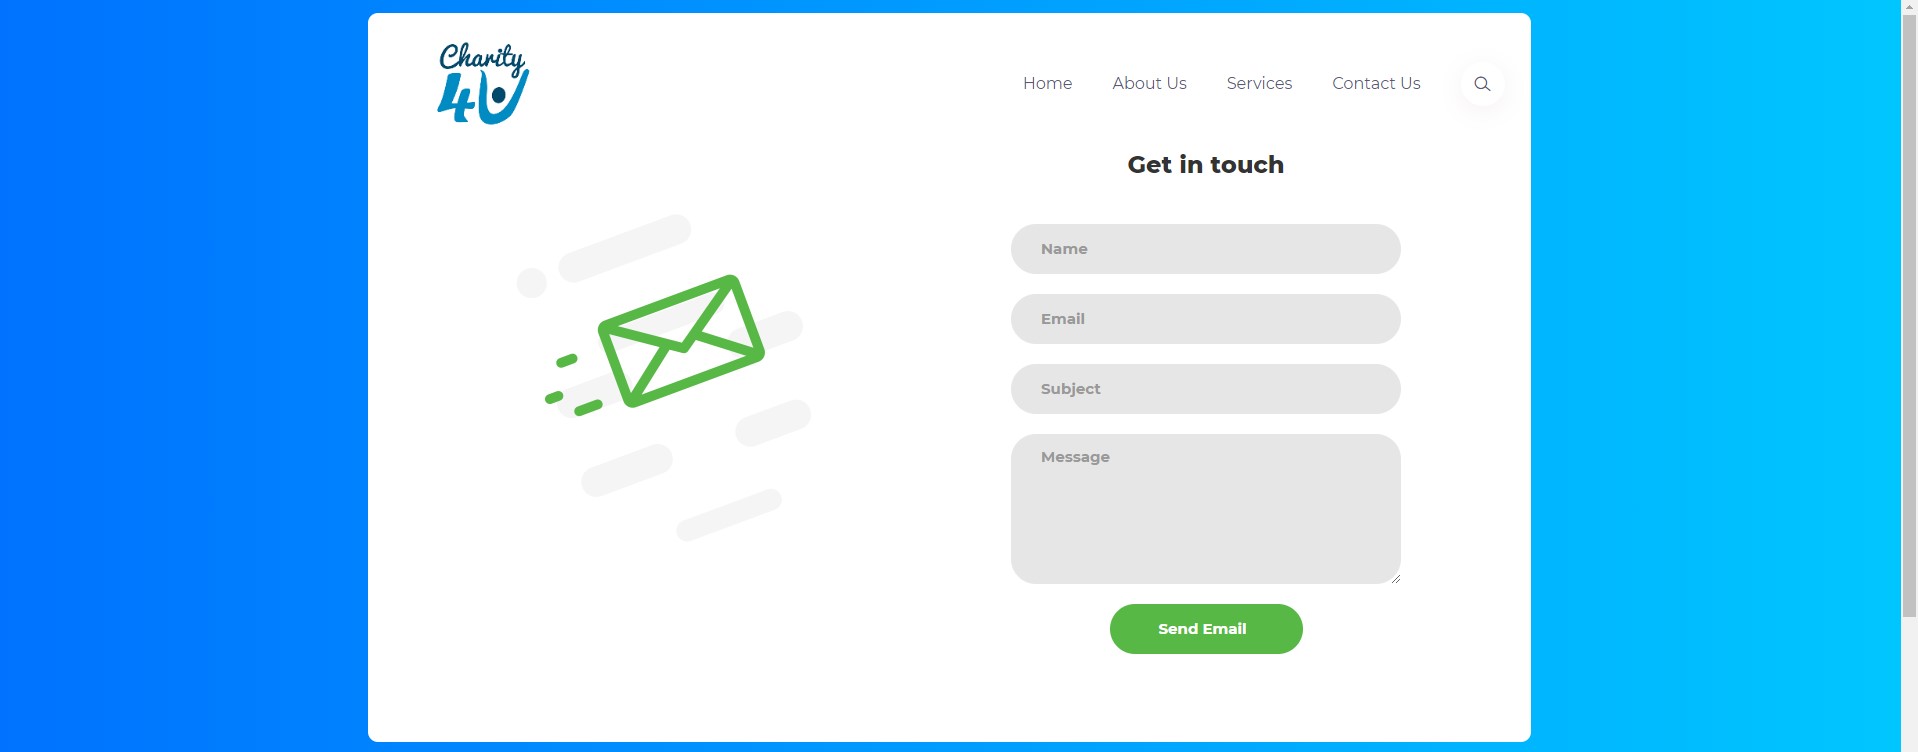 Charity
4U
Home
About Us
Services
Contact Us
Get in touch
Name
Email
Subject
Message
Send Email